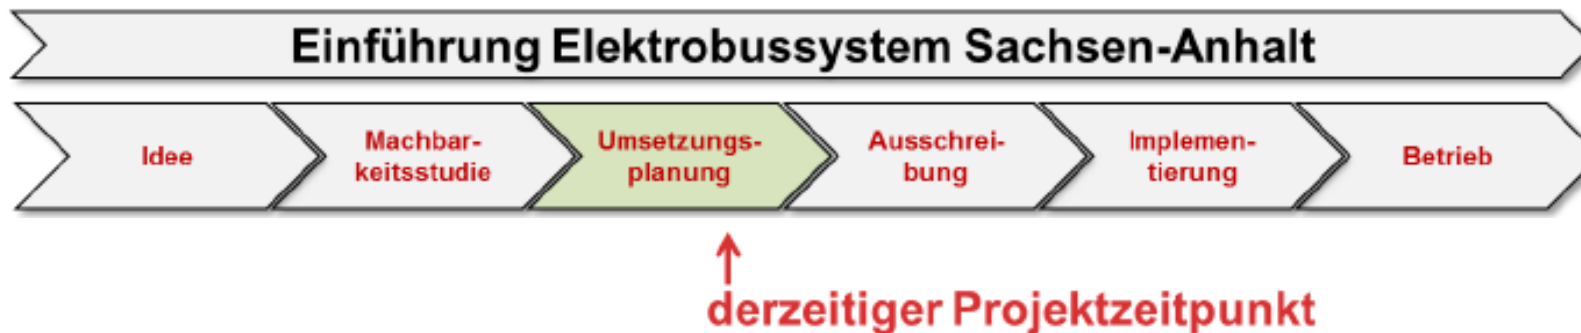 Einführung Elektrobussystem Sachsen-Anhalt
Idee
Machbar-
keitsstudie
Umsetzungs-
planung
Ausschrei-
bung
Implemen-
tierung
Betrieb
derzeitiger Projektzeitpunkt